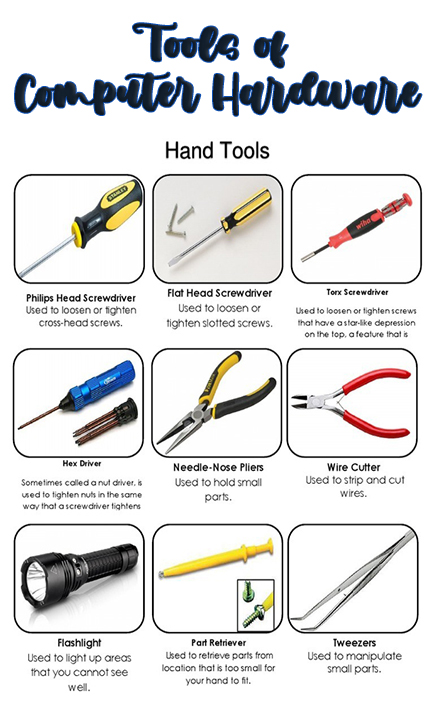 Tools of
Computer Hardware
Hand Tools
STANLEY
wiha
Philips Head Screwdriver
Used to loosen or tighten
cross-head screws.
Flat Head Screwdriver
Used to loosen or
tighten slotted screws.
Torx Screwdriver
Used to loosen or tighten screws
that have a star-like depression
on the top, a feature that is
Hex Driver
Sometimes called a nut driver, is
used to tighten nuts in the same
way that a screwdriver tightens
Needle-Nose Pliers
Used to hold small
parts.
Wire Cutter
Used to strip and cut
wires.
Flashlight
Used to light up areas
that you cannot see
well.
Part Retriever
Used to retrieve parts from
location that is too small for
your hand to fit.
Tweezers
Used to manipulate
small parts.